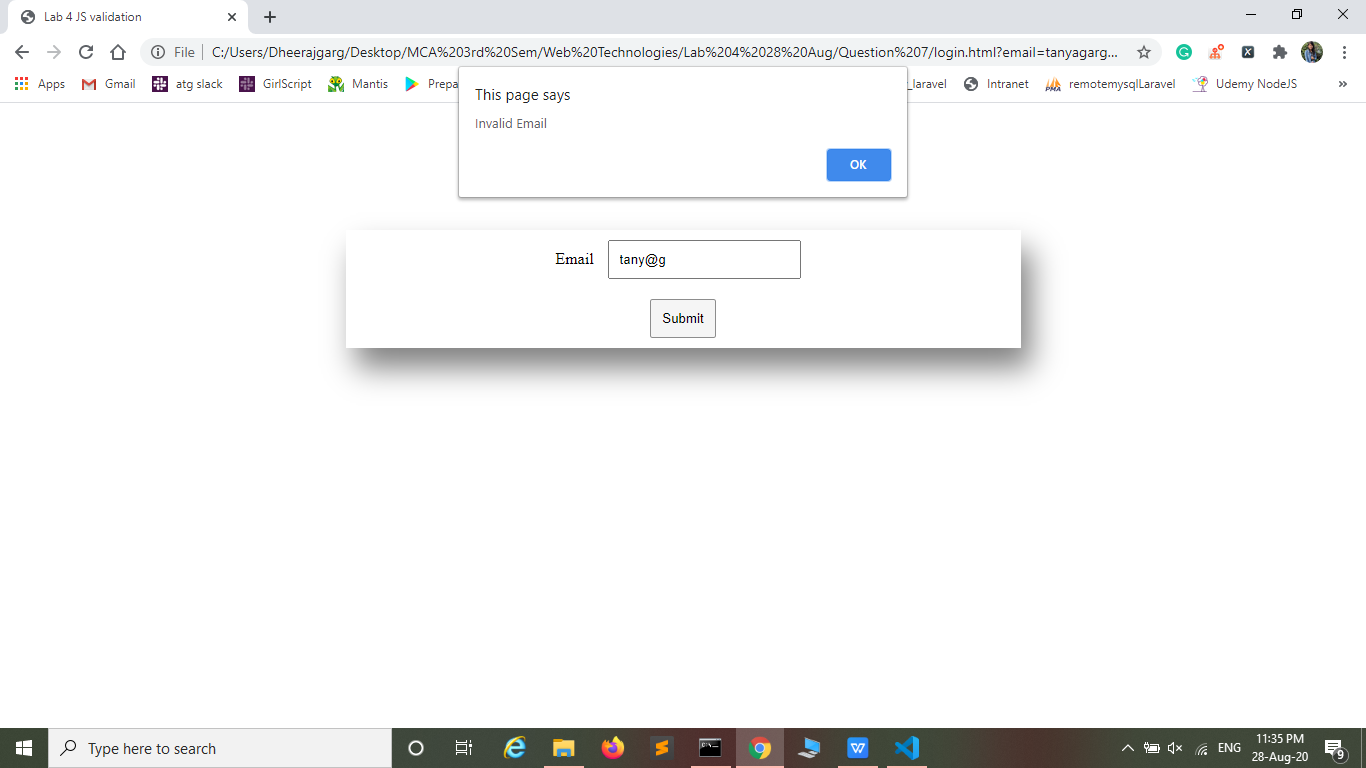 Lab 4 JS validation
File
C:/Users/Dheerajgarg/Desktop/MCA%203rd%20Sem/Web%20Technologies/Lab%204%2028%20Aug/Question%207/login.html?email=tanyagarg...
Apps
Gmail
atg slack
GirlScript
Mantis
Prepa
_laravel
Intranet
PMA
remotemysqlLaravel
Udemy NodeJS
»
This page says
Invalid Email
OK
Email
tany@g
Submit
Type here to search
ENG
11:35 PM
28-Aug-20
9